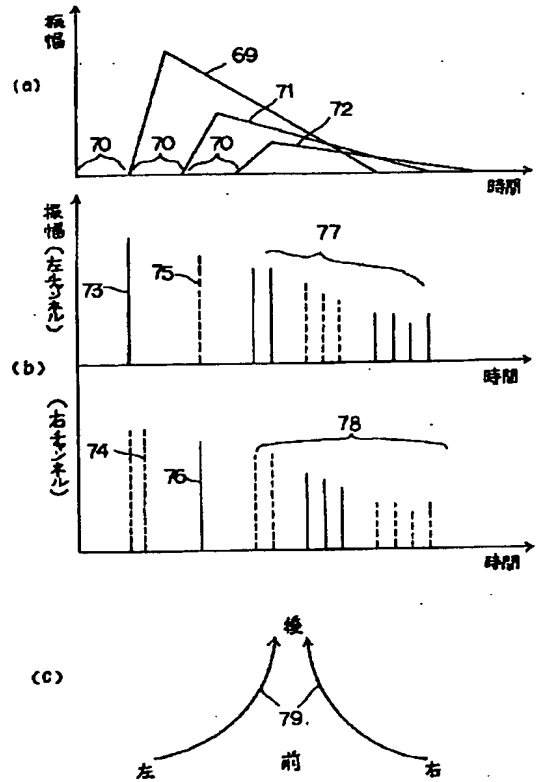 振幅
(a)
69
71
72
70
70
70
時間
振幅(左チャンネル)
73
75
77
時間
(b)
(右チャンネル)
74
76
78
時間
(c)
後
79.
左
前
右